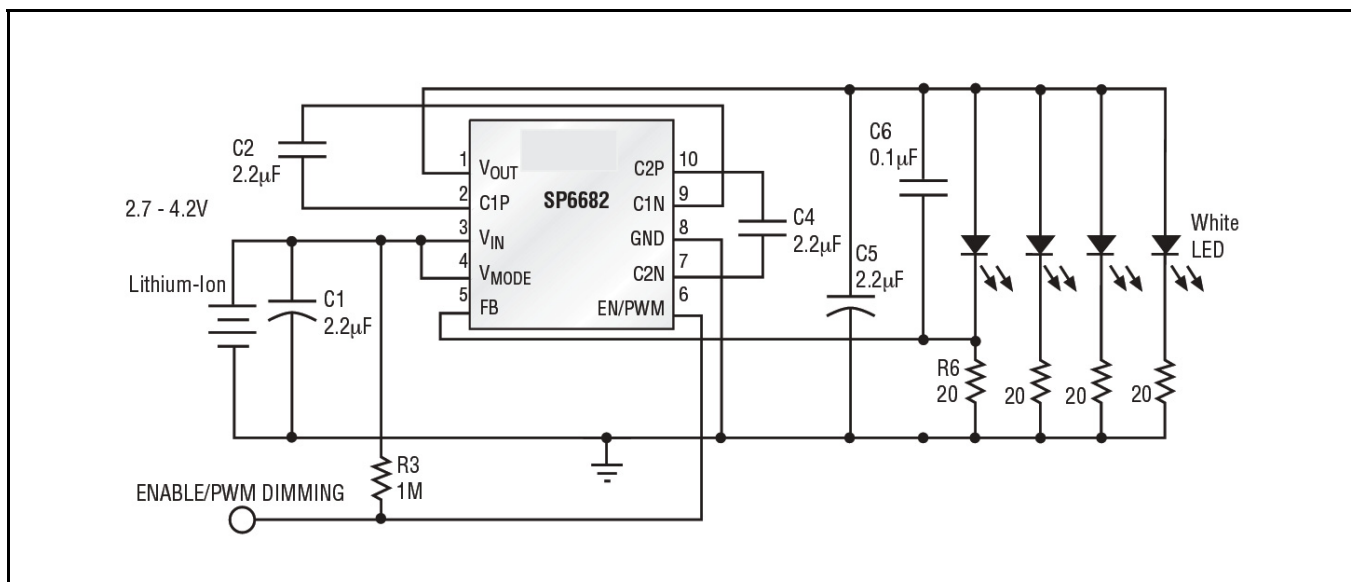 C2
2.2µF
2.7 - 4.2V
Lithium-Ion
C1
2.2µF
1
VOUT
2
C1P
3
VIN
4
VMODE
5
FB
SP6682
C2P
10
C1N
9
GND
8
C2N
7
EN/PWM
6
C4
2.2µF
C5
2.2µF
C6
0.1µF
White
LED
R6
20
20
20
20
R3
1M
ENABLE/PWM DIMMING